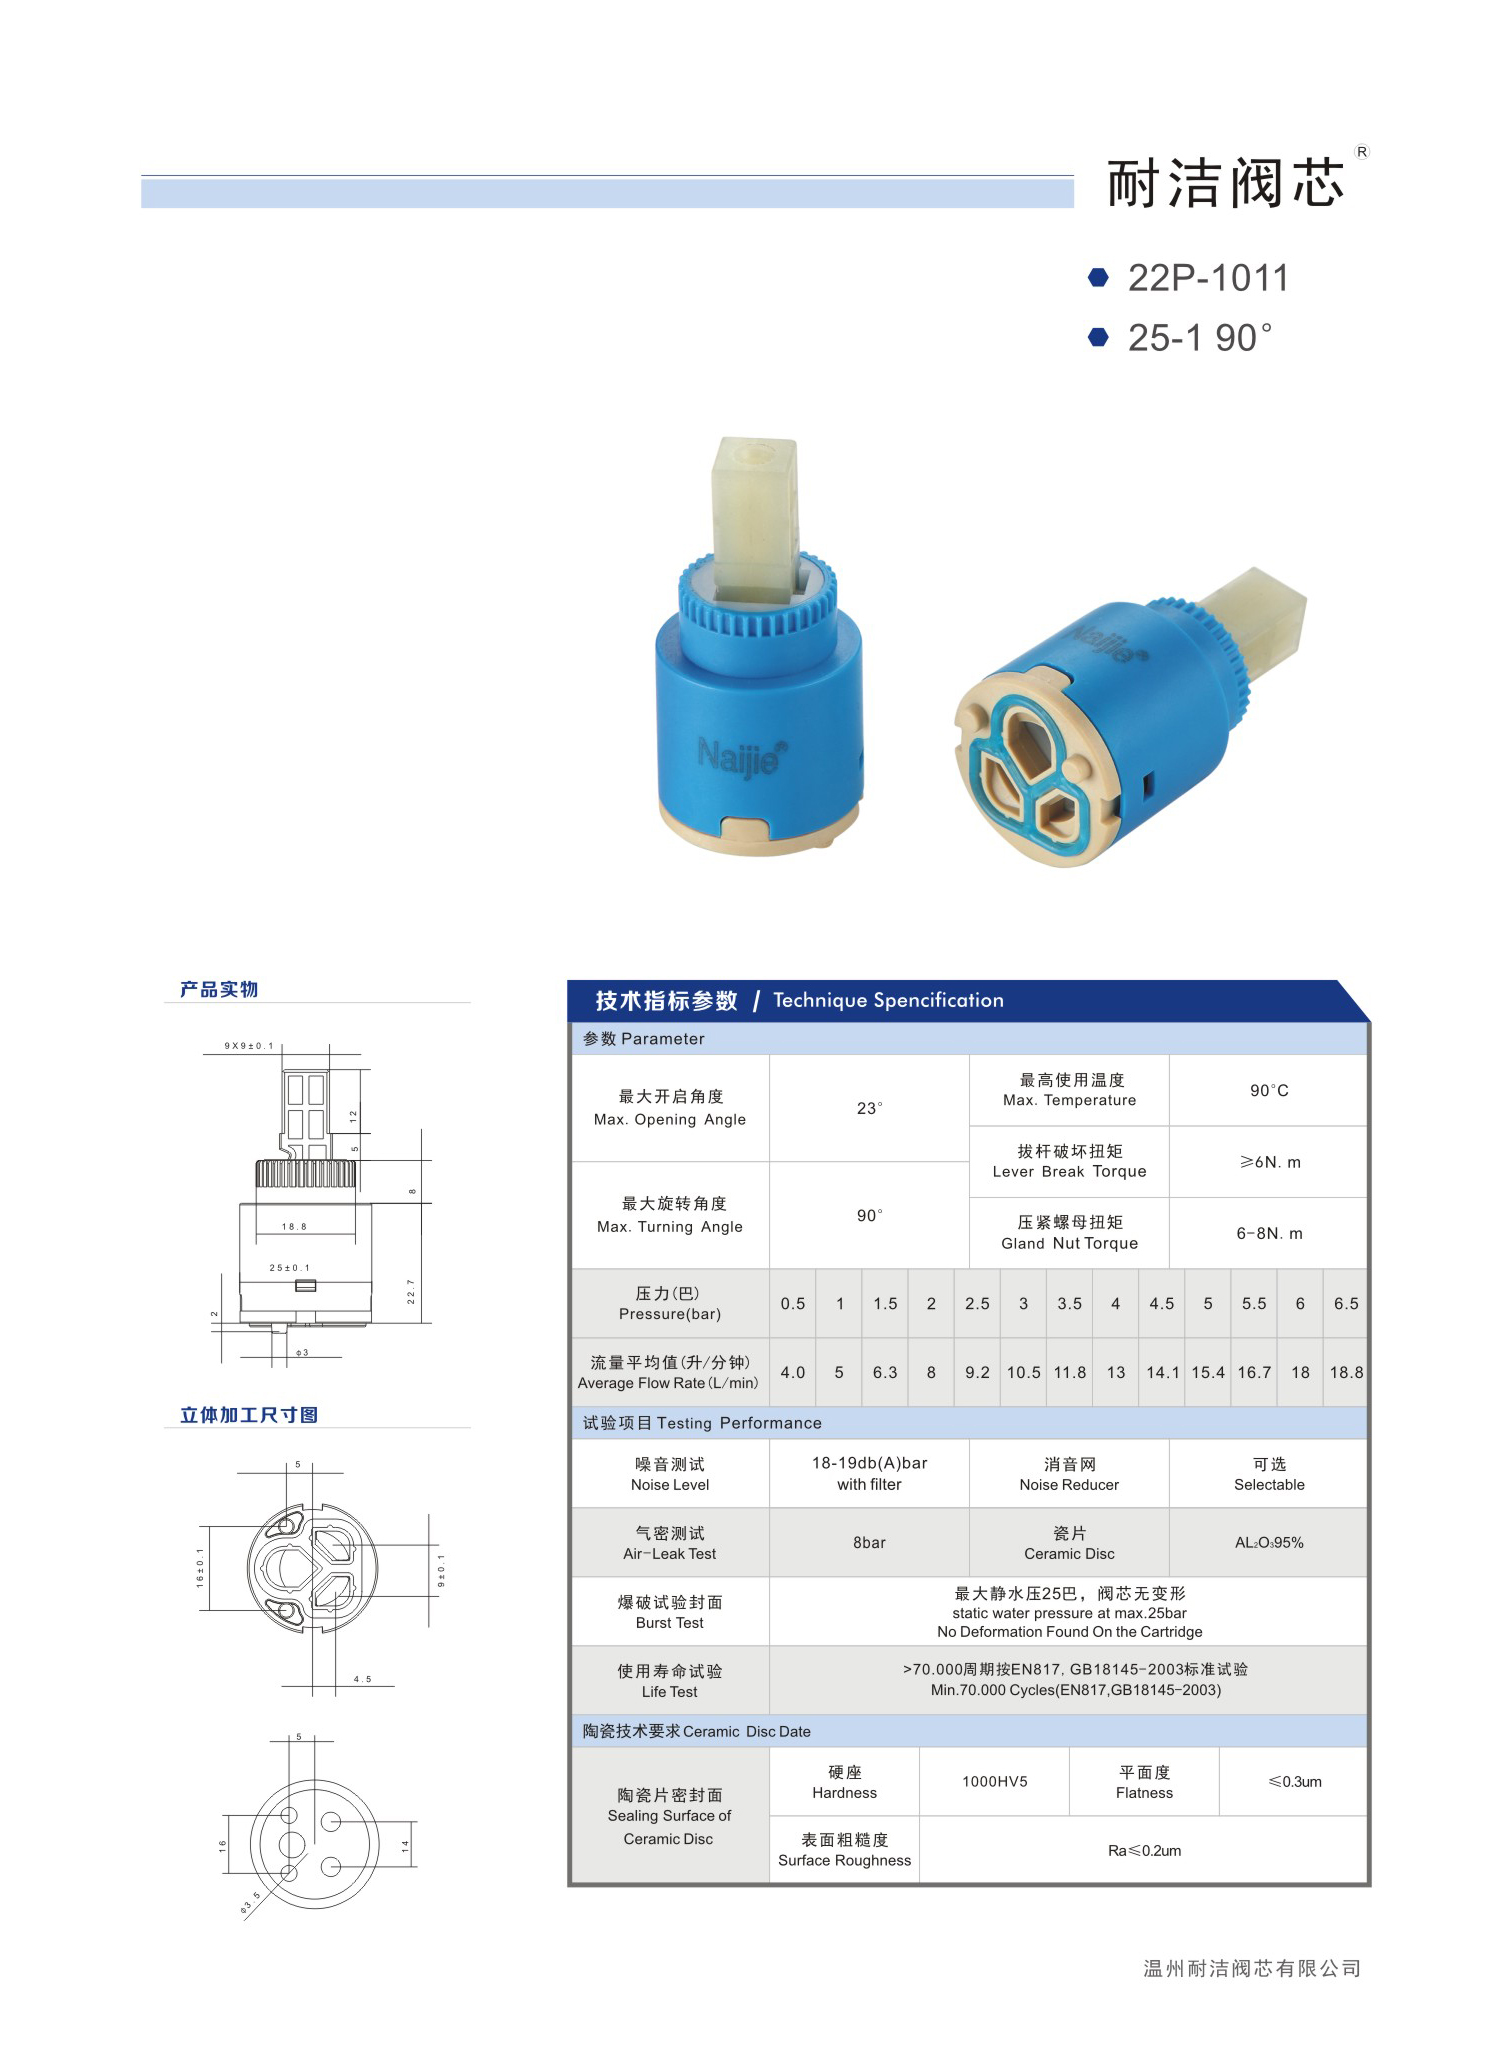 耐洁阀芯®
22P-1011
25-1 90°
Naijie®
Naijie®
产品实物
9X9±0.1
12
5
8
18.8
25±0.1
22.7
2
φ3
立体加工尺寸图
5
16±0.1
9±0.1
4.5
5
16
14
φ3.5
技术指标参数 / Technique Spencification
参数 Parameter
最大开启角度
Max. Opening Angle
23°
最高使用温度
Max. Temperature
90°C
拔杆破坏扭矩
Lever Break Torque
≥6N. m
最大旋转角度
Max. Turning Angle
90°
压紧螺母扭矩
Gland Nut Torque
6-8N. m
压力(巴)
Pressure(bar)
0.5 1 1.5 2 2.5 3 3.5 4 4.5 5 5.5 6 6.5
流量平均值(升/分钟)
Average Flow Rate(L/min)
4.0 5 6.3 8 9.2 10.5 11.8 13 14.1 15.4 16.7 18 18.8
试验项目 Testing Performance
噪音测试
Noise Level
18-19db(A)bar
with filter
消音网
Noise Reducer
可选
Selectable
气密测试
Air-Leak Test
8bar
瓷片
Ceramic Disc
AL₂O₃95%
爆破试验封面
Burst Test
最大静水压25巴，阀芯无变形
static water pressure at max.25bar
No Deformation Found On the Cartridge
使用寿命试验
Life Test
>70.000周期按EN817, GB18145-2003标准试验
Min.70.000 Cycles(EN817,GB18145-2003)
陶瓷技术要求 Ceramic Disc Date
陶瓷片密封面
Sealing Surface of
Ceramic Disc
硬座
Hardness
1000HV5
平面度
Flatness
≤0.3um
表面粗糙度
Surface Roughness
Ra≤0.2um
温州耐洁阀芯有限公司